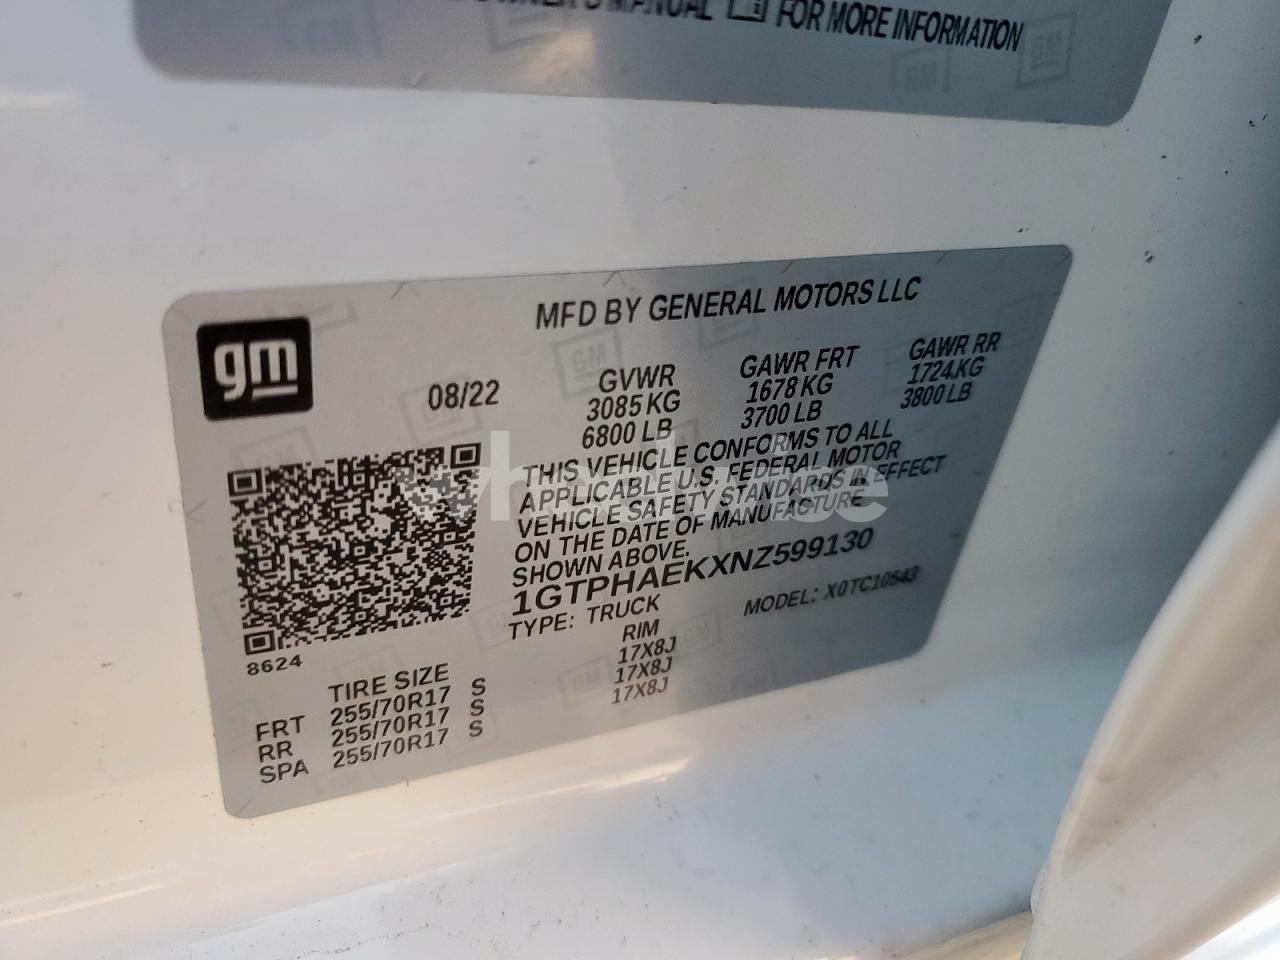 OWNER'S MANUAL FOR MORE INFORMATION
MFD BY GENERAL MOTORS LLC
gm
08/22
GVWR GAWR FRT GAWR RR
3085 KG 1678 KG 1724 KG
6800 LB 3700 LB 3800 LB
THIS VEHICLE CONFORMS TO ALL
APPLICABLE U.S. FEDERAL MOTOR
VEHICLE SAFETY STANDARDS IN EFFECT
ON THE DATE OF MANUFACTURE
SHOWN ABOVE.
1GTPHAEKXNZ599130
TYPE: TRUCK MODEL: X0TC10543
8624
TIRE SIZE RIM
FRT 255/70R17 S 17X8J
RR 255/70R17 S 17X8J
SPA 255/70R17 S 17X8J